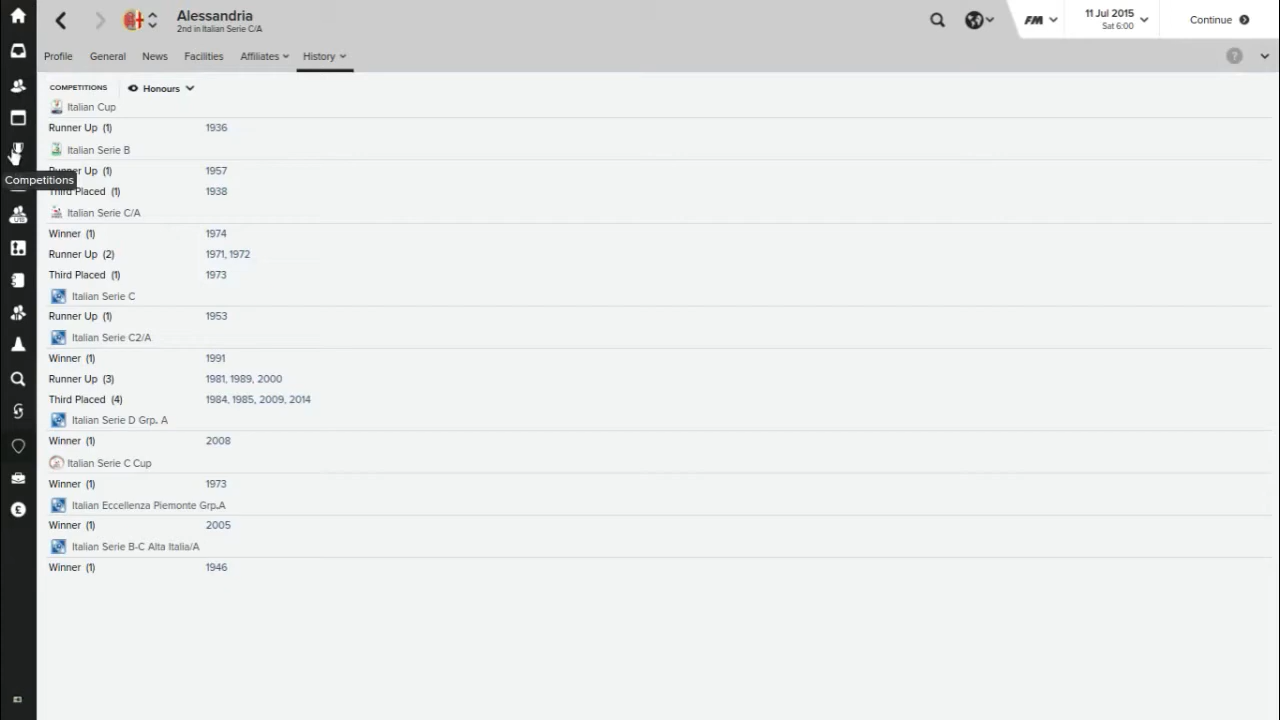 Alessandria
2nd in Italian Serie C/A
FM
11 Jul 2015
Sat 6:00
Continue
Profile
General
News
Facilities
Affiliates
History
?
COMPETITIONS
Honours
Italian Cup
Runner Up (1) 1936
Italian Serie B
Runner Up (1) 1957
Competitions
Third Placed (1) 1938
Italian Serie C/A
Winner (1) 1974
Runner Up (2) 1971, 1972
Third Placed (1) 1973
Italian Serie C
Runner Up (1) 1953
Italian Serie C2/A
Winner (1) 1991
Runner Up (3) 1981, 1989, 2000
Third Placed (4) 1984, 1985, 2009, 2014
Italian Serie D Grp. A
Winner (1) 2008
Italian Serie C Cup
Winner (1) 1973
Italian Eccellenza Piemonte Grp.A
Winner (1) 2005
Italian Serie B-C Alta Italia/A
Winner (1) 1946